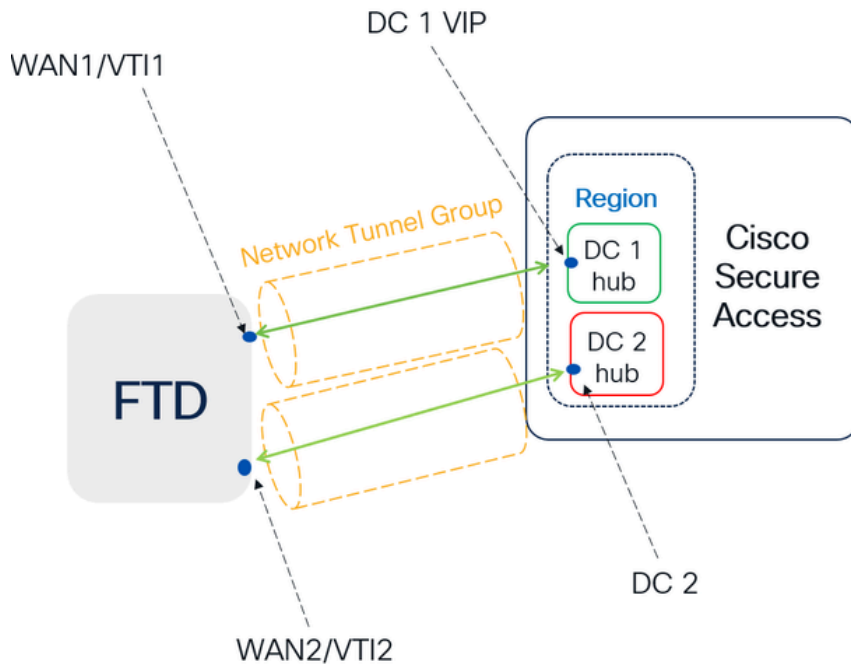 DC 1 VIP
WAN1/VTI1
Network Tunnel Group
Region
DC 1
hub
DC 2
hub
Cisco
Secure
Access
FTD
DC 2
WAN2/VTI2